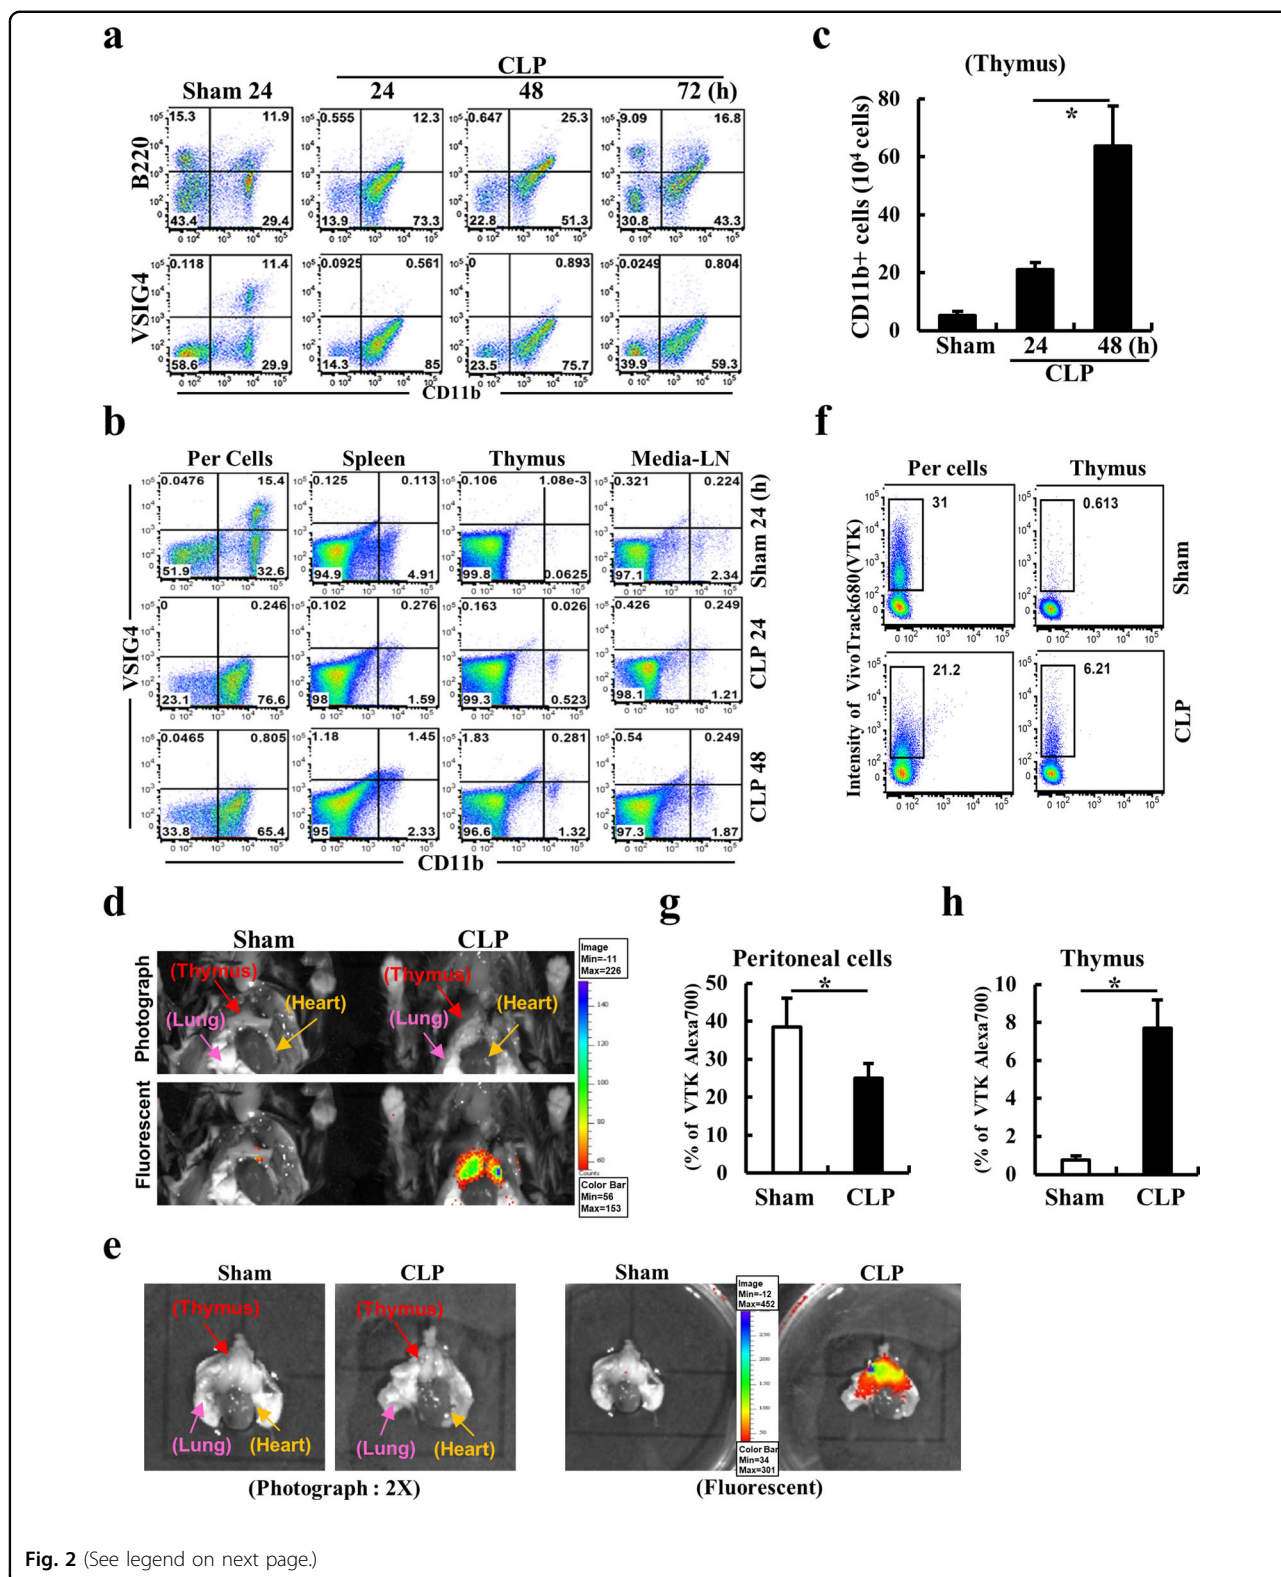 a
CLP
Sham 24 24 48 72 (h)
B220
15.3 11.9 0.555 12.3 0.647 25.3 9.09 16.8
43.4 29.4 13.9 73.3 22.8 51.3 30.8 43.3
VSIG4
0.118 11.4 0.0925 0.561 0 0.893 0.0249 0.804
58.6 29.9 14.3 85 23.5 75.7 39.9 59.3
CD11b
b
Per Cells Spleen Thymus Media-LN
VSIG4
0.0476 15.4 0.125 0.113 0.106 1.08e-3 0.321 0.224
51.9 32.6 94.9 4.91 99.8 0.0625 97.1 2.34
Sham 24 (h)
0 0.246 0.102 0.276 0.163 0.026 0.426 0.249
23.1 76.6 98 1.59 99.3 0.523 98.1 1.21
CLP 24
0.0465 0.805 1.18 1.45 1.83 0.281 0.54 0.249
33.8 65.4 95 2.33 96.6 1.32 97.3 1.87
CLP 48
CD11b
c
(Thymus)
CD11b+ cells (10⁴ cells)
80
60
40
20
0
*
Sham 24 48 (h)
CLP
f
Per cells Thymus
Intensity of VivoTrack680(VTK)
31 0.613
Sham
21.2 6.21
CLP
d
Sham CLP
Photograph
(Thymus) (Thymus)
(Lung) (Heart) (Lung) (Heart)
Fluorescent
Image
Min=-11
Max=226
140
120
100
80
60
Counts
Color Bar
Min=56
Max=153
g
Peritoneal cells
(% of VTK Alexa700)
50
40
30
20
10
0
*
Sham CLP
h
Thymus
(% of VTK Alexa700)
10
8
6
4
2
0
*
Sham CLP
e
Sham CLP Sham CLP
(Thymus) (Thymus)
(Lung) (Heart) (Lung) (Heart)
Image
Min=-12
Max=452
200
150
100
50
Color Bar
Min=34
Max=301
(Photograph : 2X) (Fluorescent)
Fig. 2 (See legend on next page.)